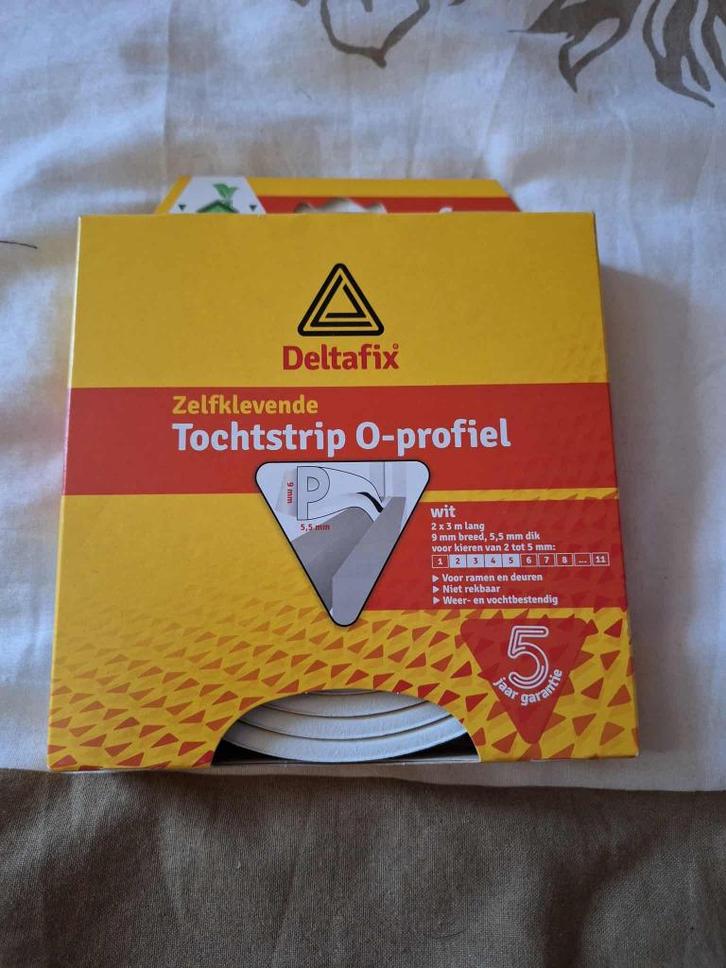 Deltafix®
Zelfklevende
Tochtstrip O-profiel
9 mm
5,5 mm
wit
2 x 3 m lang
9 mm breed, 5,5 mm dik
voor kieren van 2 tot 5 mm:
1 2 3 4 5 6 7 8 ... 11
▶ Voor ramen en deuren
▶ Niet rekbaar
▶ Weer- en vochtbestendig
5
jaar garantie